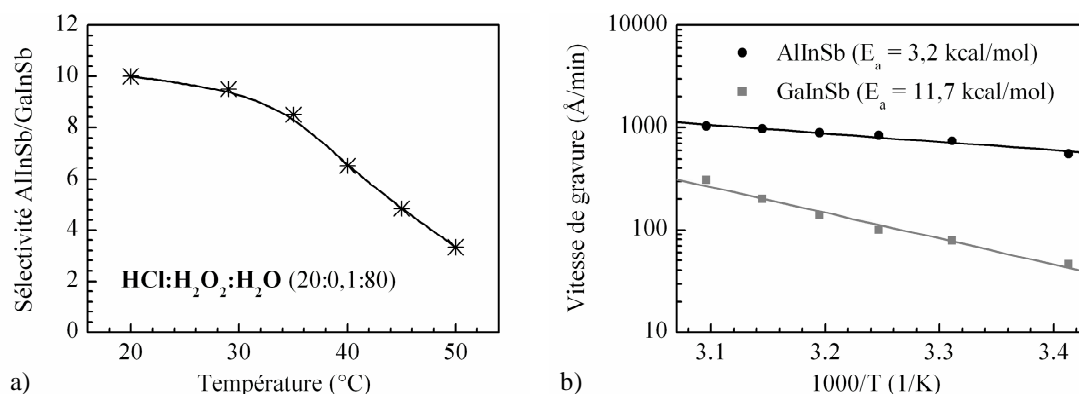 12
10
8
6
4
2
0
Sélectivité AlInSb/GaInSb
HCl:H₂O₂:H₂O (20:0,1:80)
20 30 40 50
Température (°C)
a)
10000
1000
100
10
Vitesse de gravure (Å/min)
AlInSb (Eₐ = 3,2 kcal/mol)
GaInSb (Eₐ = 11,7 kcal/mol)
3.1 3.2 3.3 3.4
1000/T (1/K)
b)